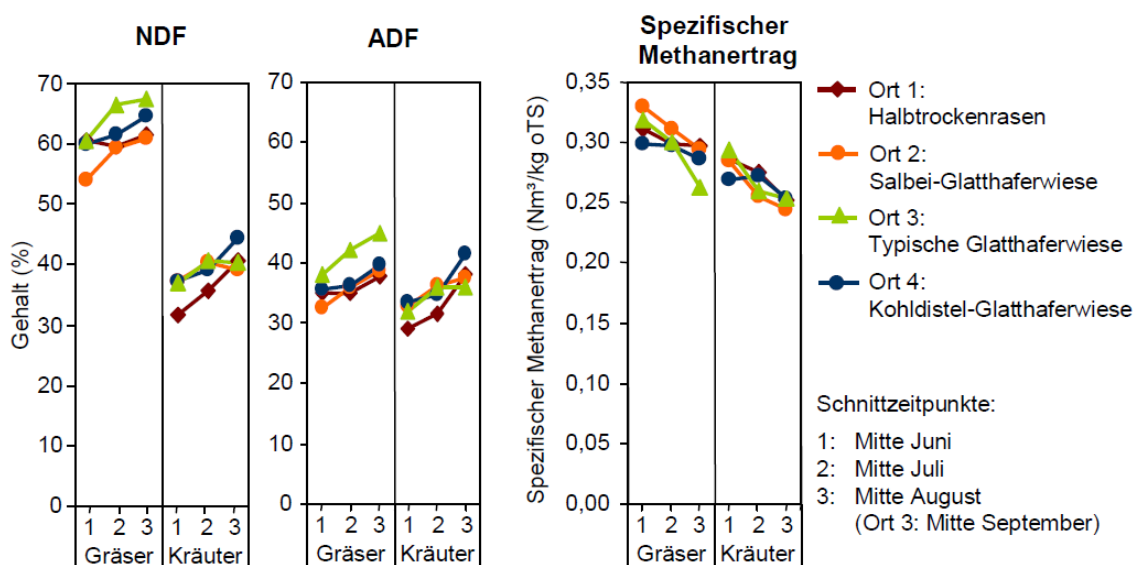 NDF
ADF
Spezifischer
Methanertrag
Gehalt (%)
70
60
50
40
30
20
10
0
1 2 3 1 2 3
Gräser Kräuter
70
60
50
40
30
20
10
0
1 2 3 1 2 3
Gräser Kräuter
Spezifischer Methanertrag (Nm³/kg oTS)
0,35
0,30
0,25
0,20
0,15
0,10
0,05
0,00
1 2 3 1 2 3
Gräser Kräuter
Ort 1:
Halbtrockenrasen
Ort 2:
Salbei-Glatthaferwiese
Ort 3:
Typische Glatthaferwiese
Ort 4:
Kohldistel-Glatthaferwiese
Schnittzeitpunkte:
1: Mitte Juni
2: Mitte Juli
3: Mitte August
(Ort 3: Mitte September)